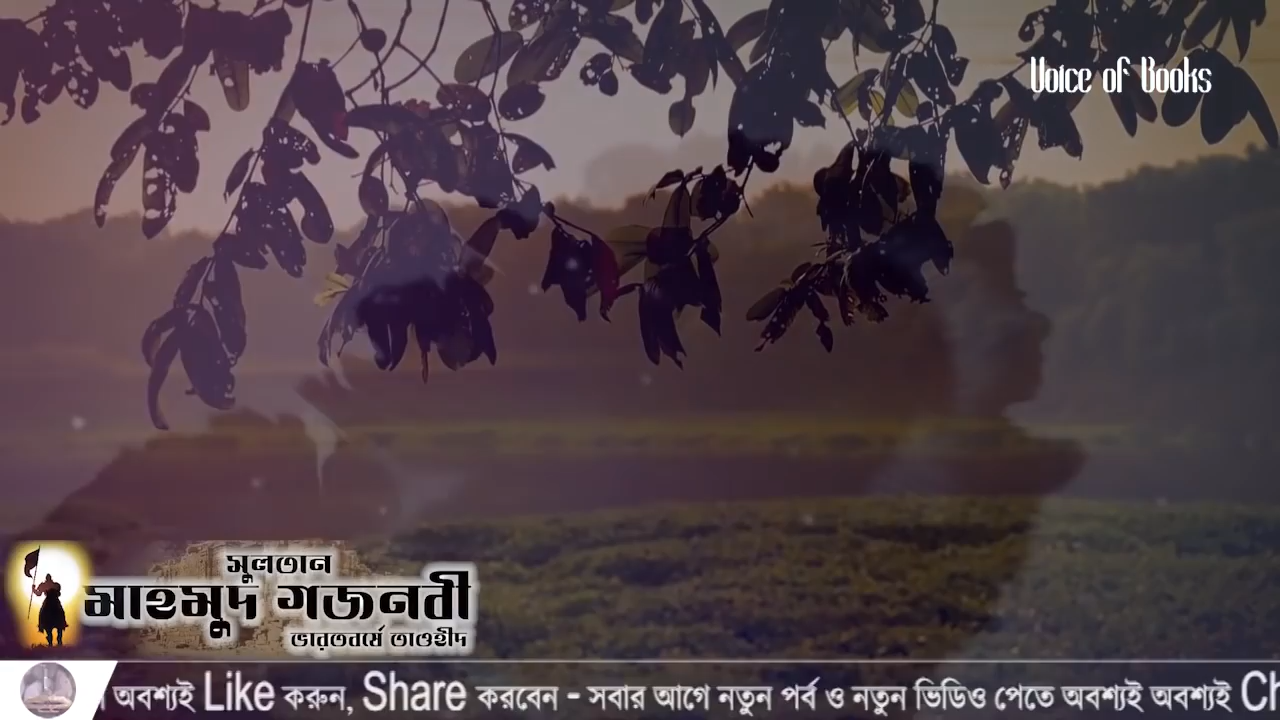 Voice of Books
সুলতান
মাহমুদ গজনবী
ভারতবর্ষে তাওহীদ
অবশ্যই Like করুন, Share করবেন - সবার আগে নতুন পর্ব ও নতুন ভিডিও পেতে অবশ্যই অবশ্যই